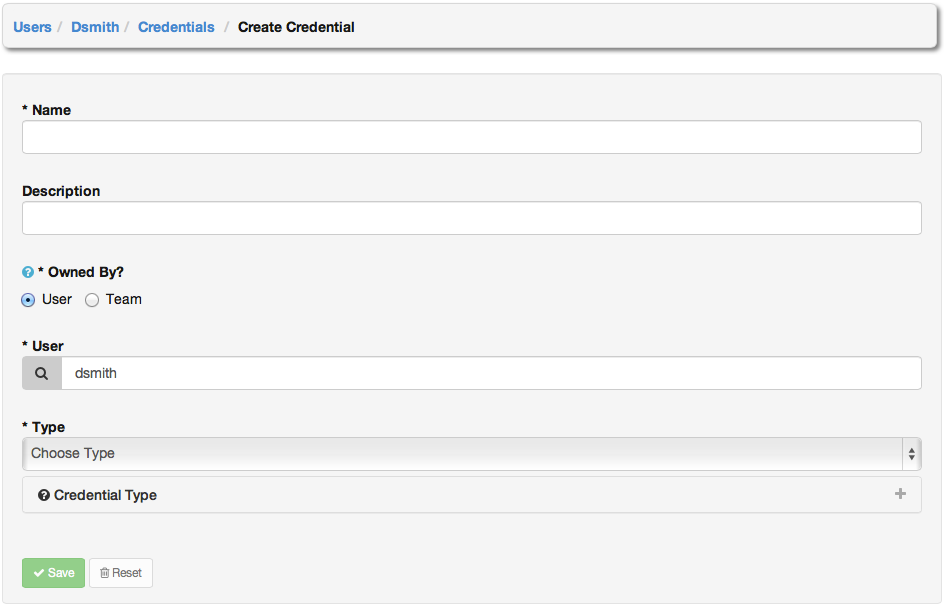 Users / Dsmith / Credentials / Create Credential
* Name
Description
? * Owned By?
User Team
* User
dsmith
* Type
Choose Type
? Credential Type +
Save Reset